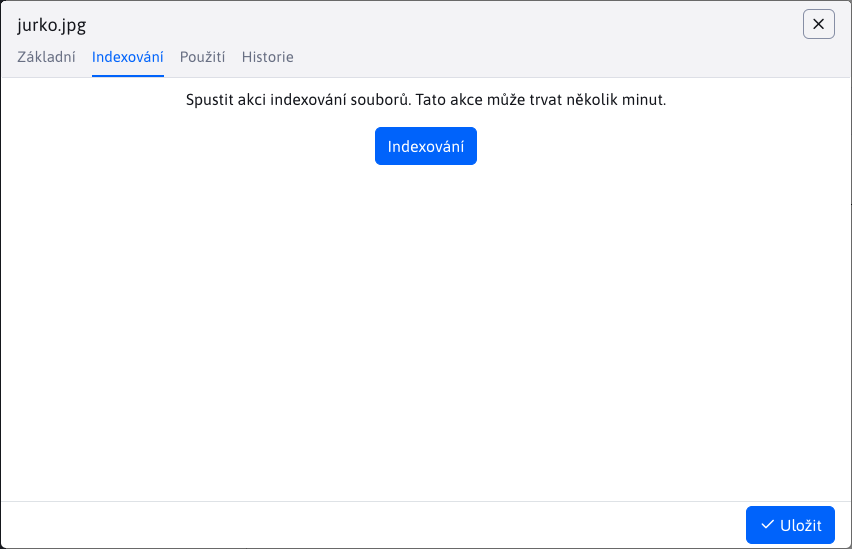 jurko.jpg
Základní Indexování Použití Historie
Spustit akci indexování souborů. Tato akce může trvat několik minut.
Indexování
Uložit